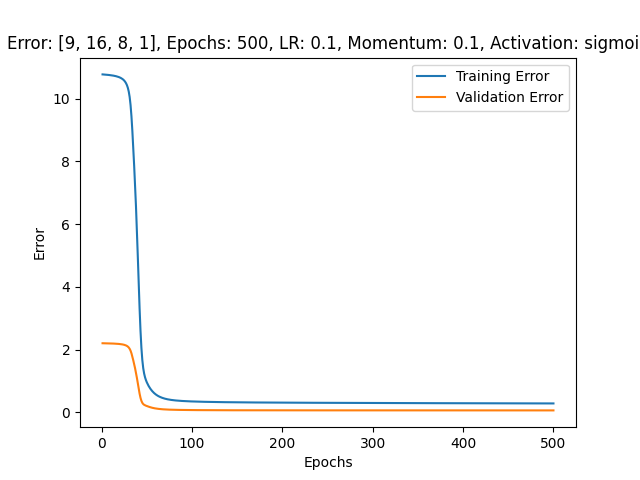 Error: [9, 16, 8, 1], Epochs: 500, LR: 0.1, Momentum: 0.1, Activation: sigmoi
Training Error
Validation Error
10
8
6
4
2
0
Error
0 100 200 300 400 500
Epochs